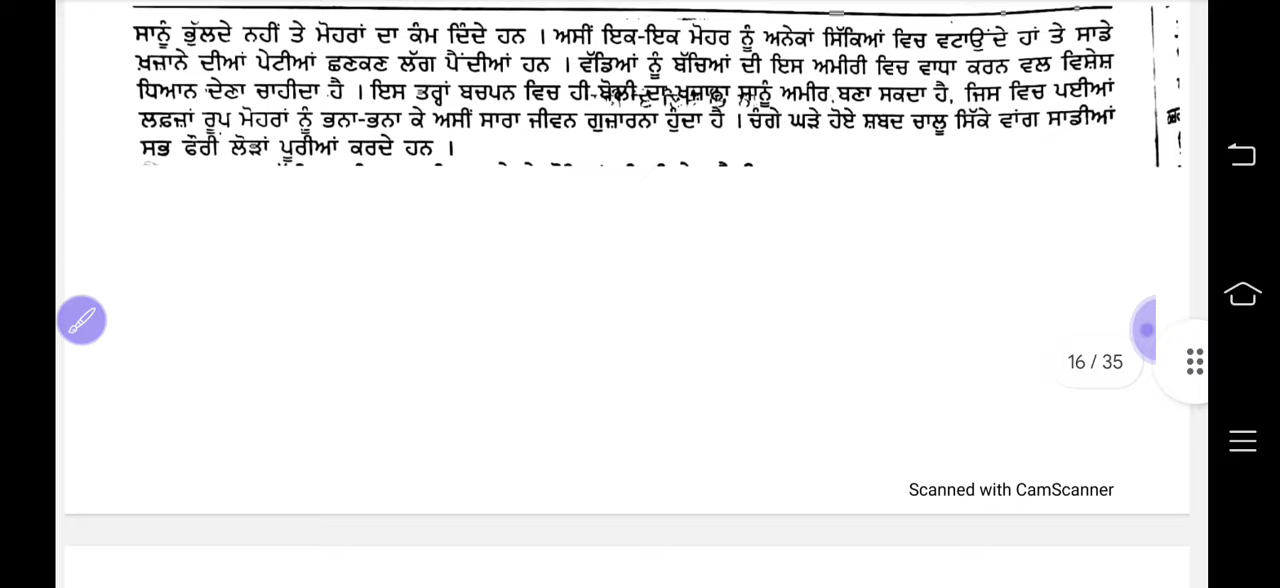 ਸਾਨੂੰ ਭੁੱਲਦੇ ਨਹੀਂ ਤੇ ਮੋਹਰਾਂ ਦਾ ਕੰਮ ਦਿੰਦੇ ਹਨ । ਅਸੀਂ ਇਕ-ਇਕ ਮੋਹਰ ਨੂੰ ਅਨੇਕਾਂ ਸਿੱਕਿਆਂ ਵਿਚ ਵਟਾਉਂਦੇ ਹਾਂ ਤੇ ਸਾਡੇ
ਖ਼ਜ਼ਾਨੇ ਦੀਆਂ ਪੇਟੀਆਂ ਛਣਕਣ ਲੱਗ ਪੈਂਦੀਆਂ ਹਨ । ਵੱਡਿਆਂ ਨੂੰ ਬੱਚਿਆਂ ਦੀ ਇਸ ਅਮੀਰੀ ਵਿਚ ਵਾਧਾ ਕਰਨ ਵਲ ਵਿਸ਼ੇਸ਼
ਧਿਆਨ ਦੇਣਾ ਚਾਹੀਦਾ ਹੈ । ਇਸ ਤਰ੍ਹਾਂ ਬਚਪਨ ਵਿਚ ਹੀ ਬੋਲੀ ਦਾ ਖ਼ਜ਼ਾਨਾ ਸਾਨੂੰ ਅਮੀਰ ਬਣਾ ਸਕਦਾ ਹੈ, ਜਿਸ ਵਿਚ ਪਈਆਂ
ਲਫ਼ਜ਼ਾਂ ਰੂਪ ਮੋਹਰਾਂ ਨੂੰ ਭਨਾ-ਭਨਾ ਕੇ ਅਸੀਂ ਸਾਰਾ ਜੀਵਨ ਗੁਜ਼ਾਰਨਾ ਹੁੰਦਾ ਹੈ । ਚੰਗੇ ਘੜੇ ਹੋਏ ਸ਼ਬਦ ਚਾਲੂ ਸਿੱਕੇ ਵਾਂਗ ਸਾਡੀਆਂ
ਸਭ ਫੌਰੀ ਲੋੜਾਂ ਪੂਰੀਆਂ ਕਰਦੇ ਹਨ ।
16 / 35
Scanned with CamScanner